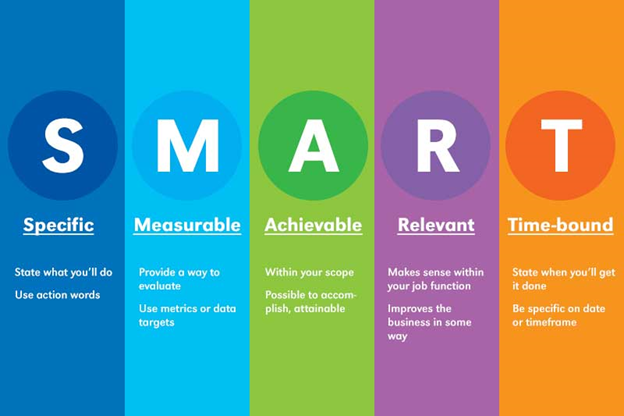 S
M
A
R
T
Specific
State what you'll do
Use action words
Measurable
Provide a way to
evaluate
Use metrics or data
targets
Achievable
Within your scope
Possible to accom-
plish, attainable
Relevant
Makes sense within
your job function
Improves the
business in some
way
Time-bound
State when you'll get
it done
Be specific on date
or timeframe